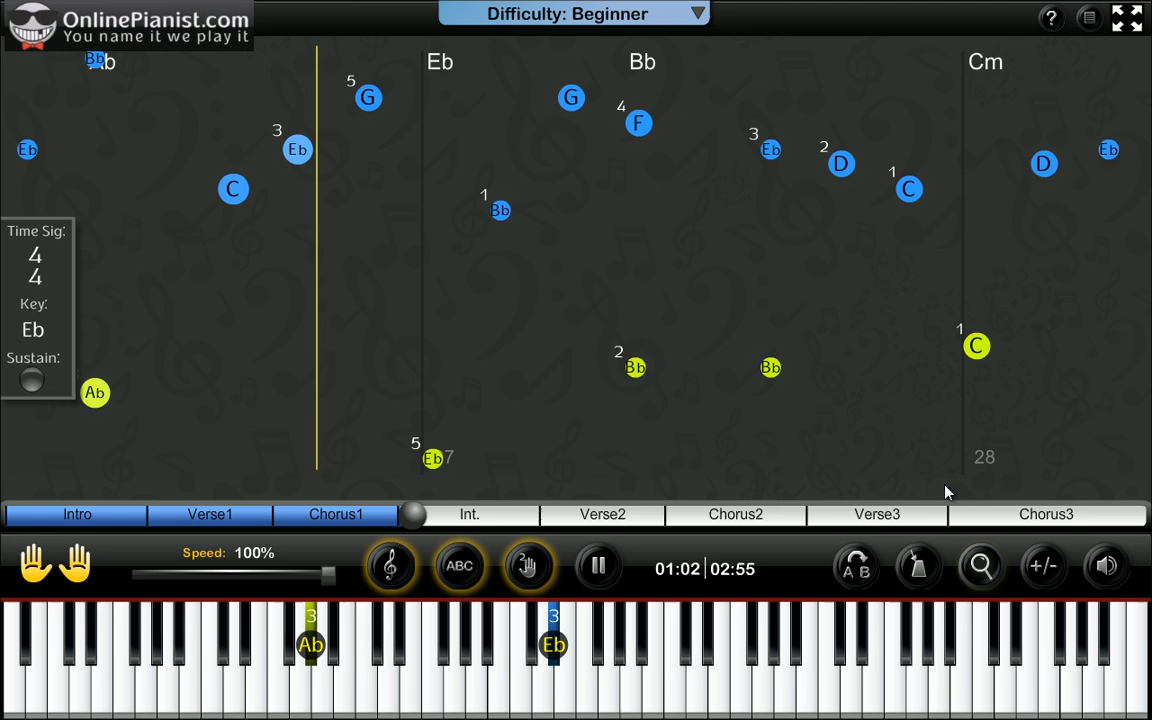 OnlinePianist.com
You name it we play it
Difficulty: Beginner
?
Bb
Ab
Eb
Bb
Cm
5
G
G
4
F
3
Eb
Eb
3
Eb
2
D
D
Eb
C
1
C
1
Bb
Time Sig:
4
4
Key:
Eb
Sustain:
1
C
2
Bb
Bb
Ab
5
Eb
7
28
Intro
Verse1
Chorus1
Int.
Verse2
Chorus2
Verse3
Chorus3
Speed: 100%
ABC
2
01:02 | 02:55
A B
+/-
3
Ab
3
Eb